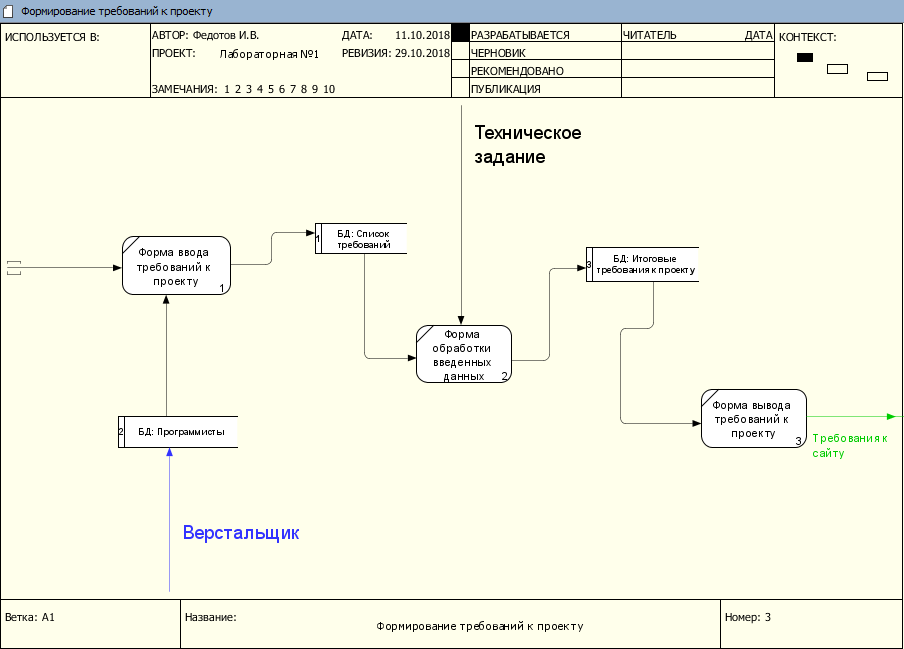 Формирование требований к проекту
ИСПОЛЬЗУЕТСЯ В:
АВТОР: Федотов И.В.
ДАТА: 11.10.2018
ПРОЕКТ: Лабораторная №1
РЕВИЗИЯ: 29.10.2018
ЗАМЕЧАНИЯ: 1 2 3 4 5 6 7 8 9 10
РАЗРАБАТЫВАЕТСЯ
ЧЕРНОВИК
РЕКОМЕНДОВАНО
ПУБЛИКАЦИЯ
ЧИТАТЕЛЬ
ДАТА
КОНТЕКСТ:
Техническое
задание
Форма ввода
требований к
проекту
1
1
БД: Список
требований
3
БД: Итоговые
требования к проекту
Форма
обработки
введенных
данных
2
Форма вывода
требований к
проекту
3
Требования к
сайту
2
БД: Программисты
Верстальщик
Ветка: A1
Название:
Формирование требований к проекту
Номер: 3